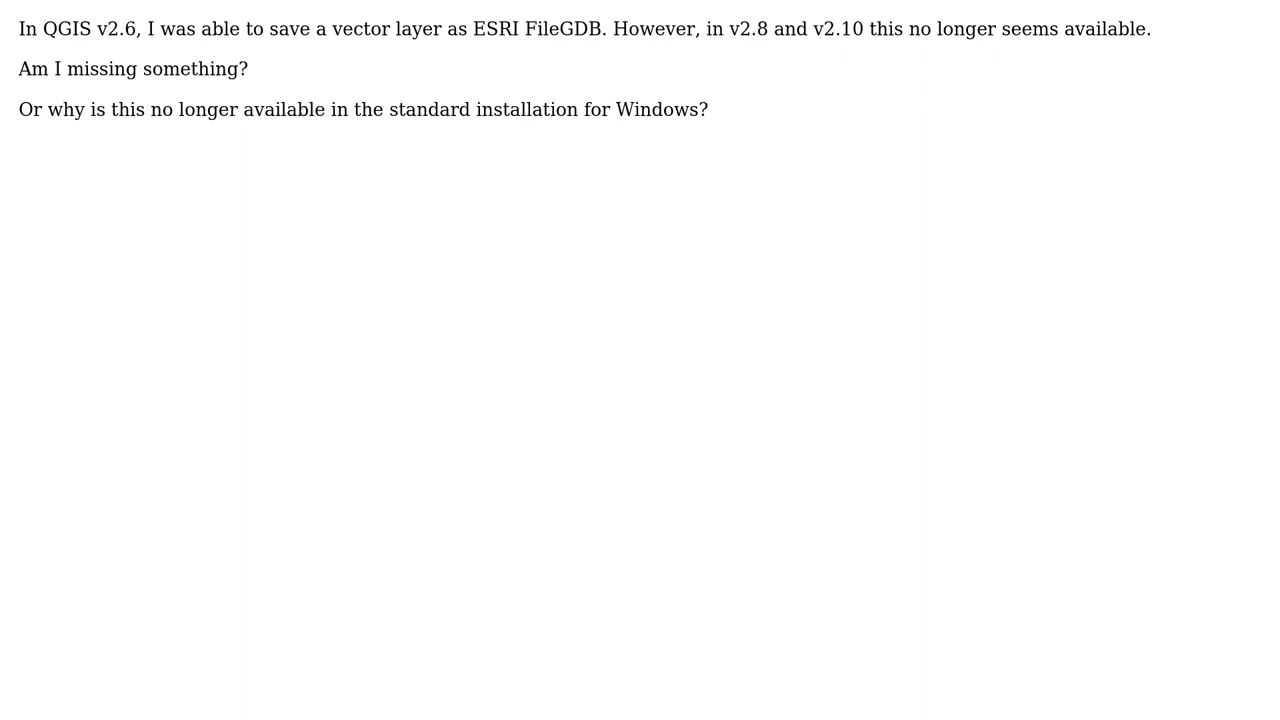 In QGIS v2.6, I was able to save a vector layer as ESRI FileGDB. However, in v2.8 and v2.10 this no longer seems available.
Am I missing something?
Or why is this no longer available in the standard installation for Windows?